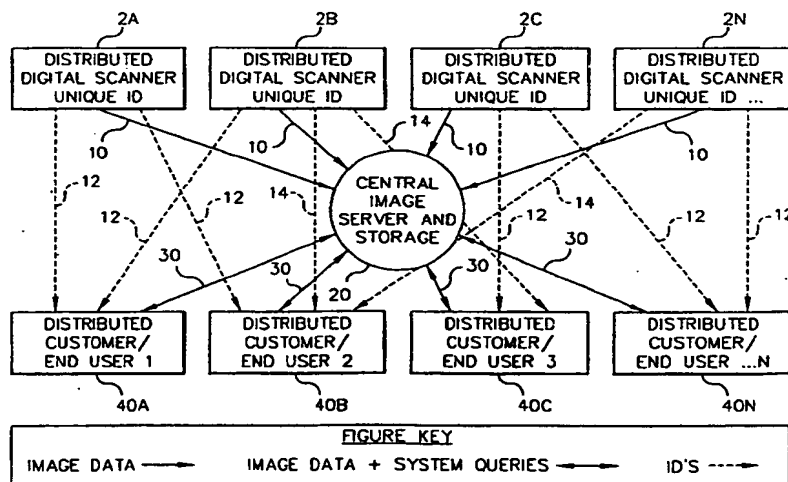 2A 2B 2C 2N
DISTRIBUTED DIGITAL SCANNER UNIQUE ID
DISTRIBUTED DIGITAL SCANNER UNIQUE ID
DISTRIBUTED DIGITAL SCANNER UNIQUE ID
DISTRIBUTED DIGITAL SCANNER UNIQUE ID ...
10 10 14 10 10
12 12 12 14 12 14 12 12
CENTRAL
IMAGE
SERVER AND
STORAGE
30 30 20 30 30
DISTRIBUTED CUSTOMER/ END USER 1
DISTRIBUTED CUSTOMER/ END USER 2
DISTRIBUTED CUSTOMER/ END USER 3
DISTRIBUTED CUSTOMER/ END USER ...N
40A 40B 40C 40N
FIGURE KEY
IMAGE DATA IMAGE DATA + SYSTEM QUERIES ID'S